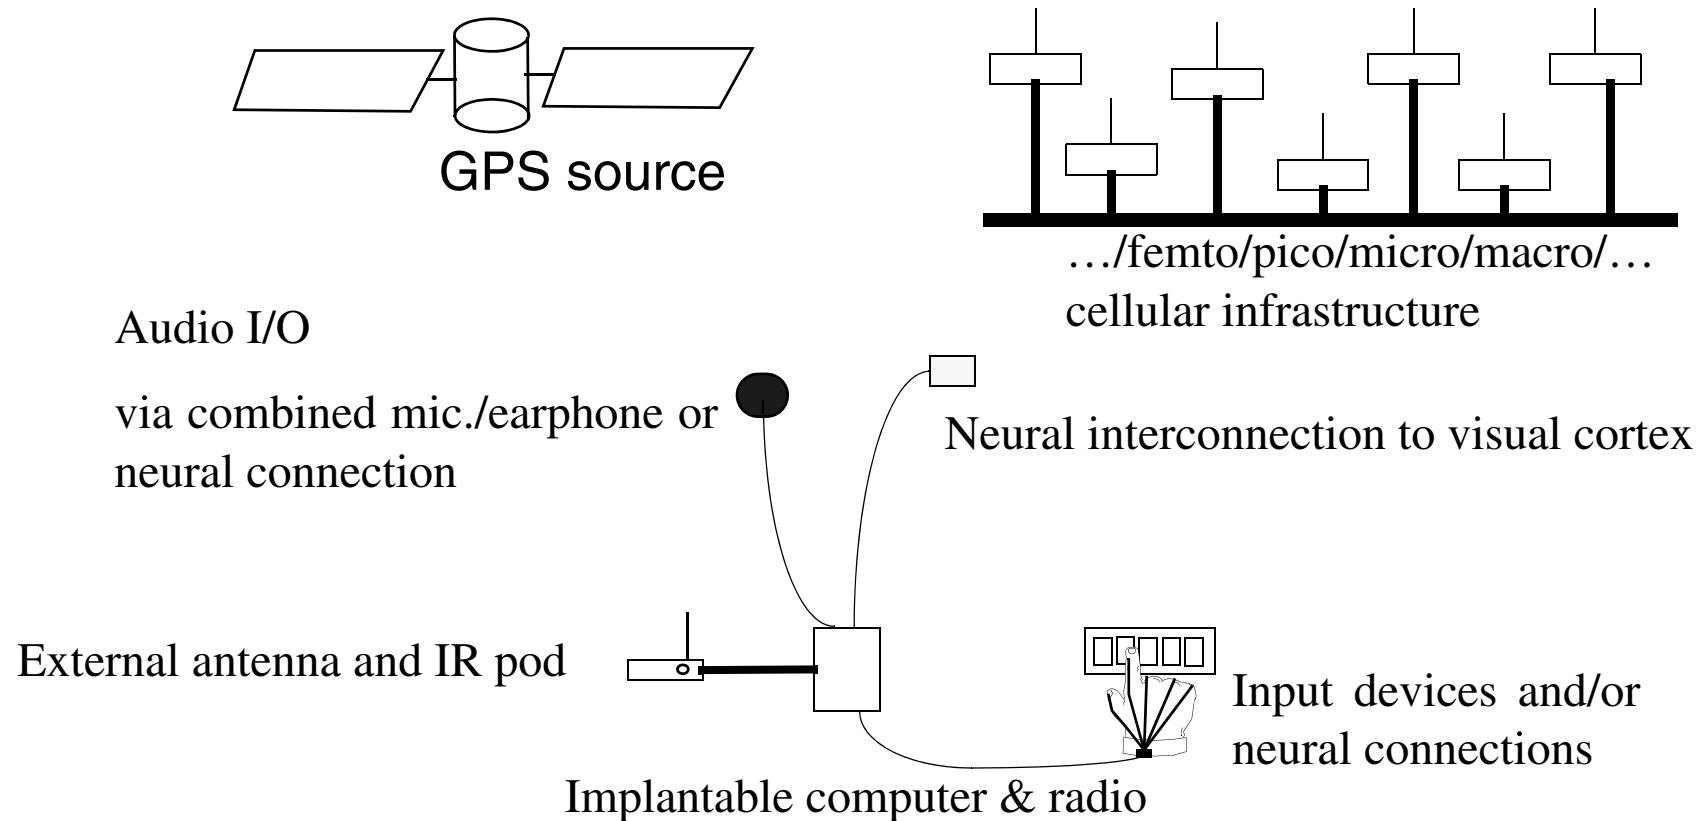 GPS source
…/femto/pico/micro/macro/…
cellular infrastructure
Audio I/O
via combined mic./earphone or
neural connection
Neural interconnection to visual cortex
External antenna and IR pod
Input devices and/or
neural connections
Implantable computer & radio